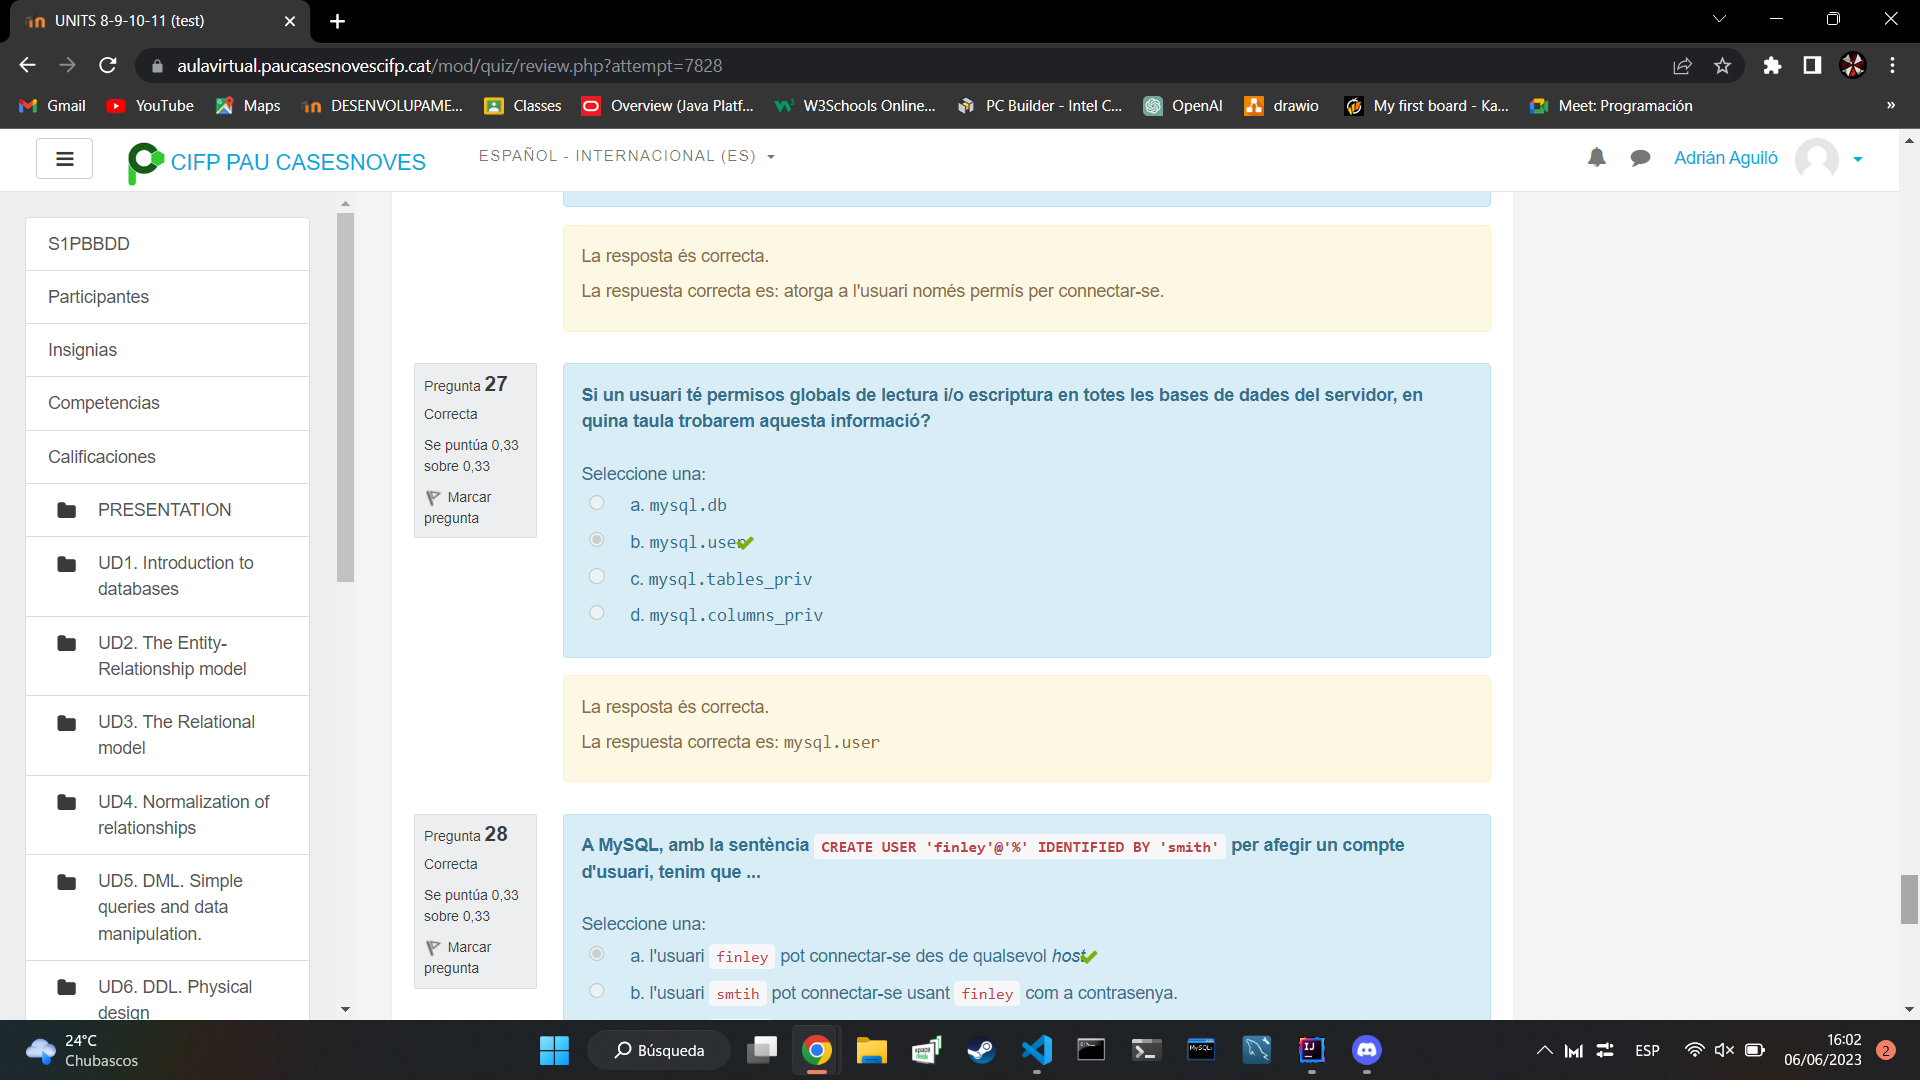 UNITS 8-9-10-11 (test)
aulavirtual.paucasesnovescifp.cat/mod/quiz/review.php?attempt=7828
Gmail
YouTube
Maps
DESENVOLUPAME...
Classes
Overview (Java Platf...
W3Schools Online...
PC Builder - Intel C...
OpenAI
drawio
My first board - Ka...
Meet: Programación
»
CIFP PAU CASESNOVES
ESPAÑOL - INTERNACIONAL (ES)
Adrián Aguiló
S1PBBDD
Participantes
Insignias
Competencias
Calificaciones
PRESENTATION
UD1. Introduction to
databases
UD2. The Entity-
Relationship model
UD3. The Relational
model
UD4. Normalization of
relationships
UD5. DML. Simple
queries and data
manipulation.
UD6. DDL. Physical
design
La resposta és correcta.
La respuesta correcta es: atorga a l'usuari només permís per connectar-se.
Pregunta 27
Correcta
Se puntúa 0,33
sobre 0,33
Marcar
pregunta
Si un usuari té permisos globals de lectura i/o escriptura en totes les bases de dades del servidor, en
quina taula trobarem aquesta informació?
Seleccione una:
a. mysql.db
b. mysql.user
c. mysql.tables_priv
d. mysql.columns_priv
La resposta és correcta.
La respuesta correcta es: mysql.user
Pregunta 28
Correcta
Se puntúa 0,33
sobre 0,33
Marcar
pregunta
A MySQL, amb la sentència CREATE USER 'finley'@'%' IDENTIFIED BY 'smith' per afegir un compte
d'usuari, tenim que ...
Seleccione una:
a. l'usuari finley pot connectar-se des de qualsevol host
b. l'usuari smtih pot connectar-se usant finley com a contrasenya.
24°C
Chubascos
Búsqueda
ESP
16:02
06/06/2023
2